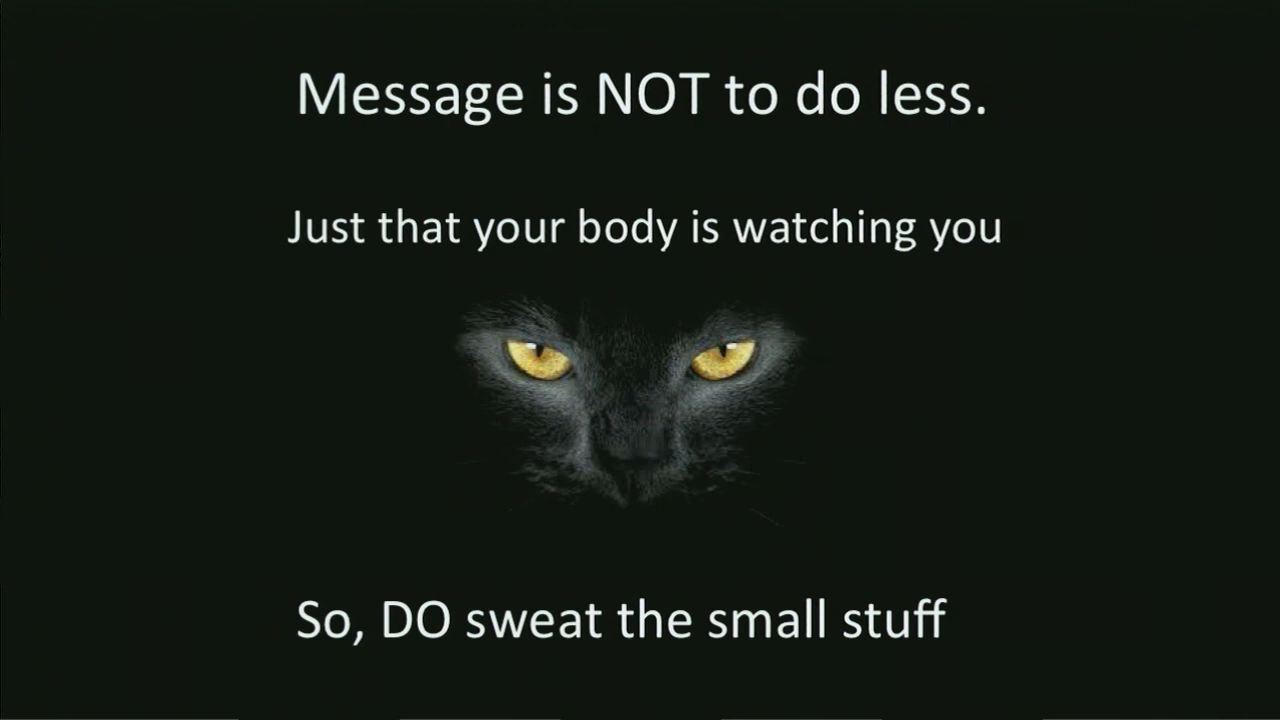 Message is NOT to do less.
Just that your body is watching you
So, DO sweat the small stuff